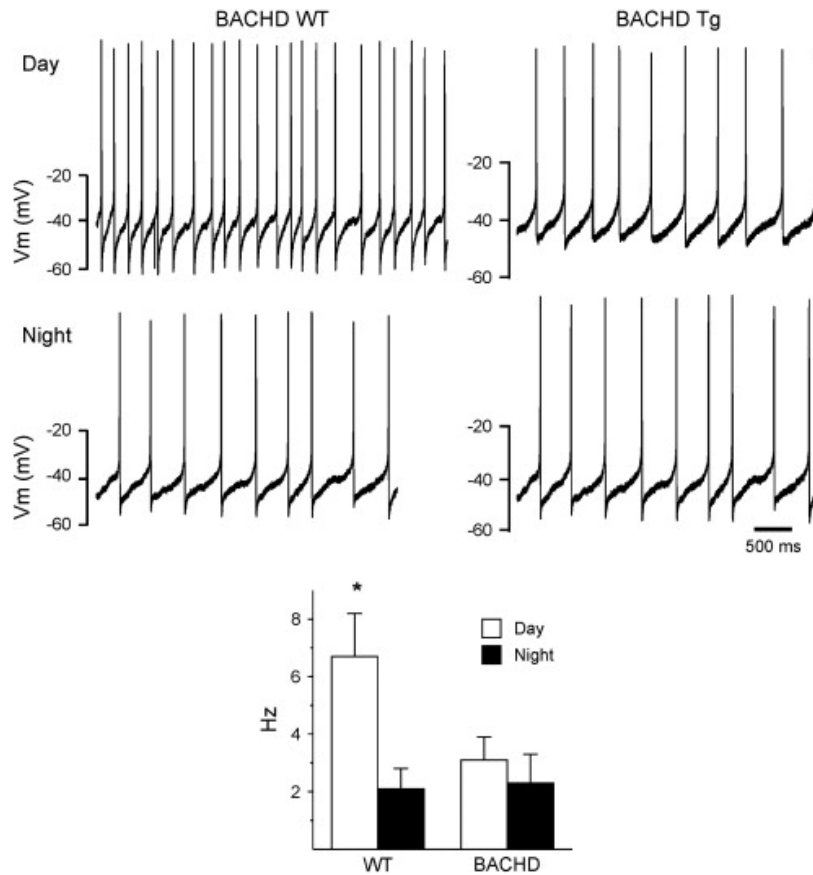 BACHD WT
BACHD Tg
Day
-20
-40
-60
Vm (mV)
-20
-40
-60
Night
-20
-40
-60
Vm (mV)
-20
-40
-60
500 ms
*
8
6
4
2
Hz
Day
Night
WT
BACHD